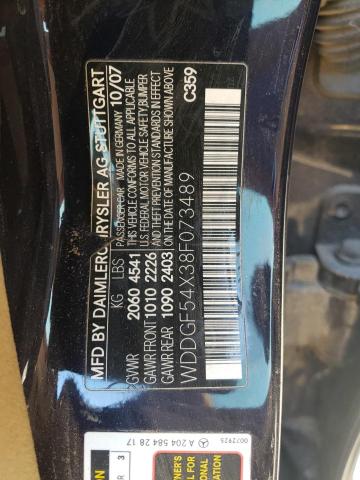 MFD BY DAIMLERCHRYSLER AG STUTTGART
KG LBS PASSENGER-CAR MADE IN GERMANY 10/07
GVWR 2060 4541 THIS VEHICLE CONFORMS TO ALL APPLICABLE
GAWR FRONT 1010 2226 U.S. FEDERAL MOTOR VEHICLE SAFETY, BUMPER
GAWR REAR 1090 2403 AND THEFT PREVENTION STANDARDS IN EFFECT
ON THE DATE OF MANUFACTURE SHOWN ABOVE
C359
WDDGF54X38F073489
0072925
A 204 584 28 17